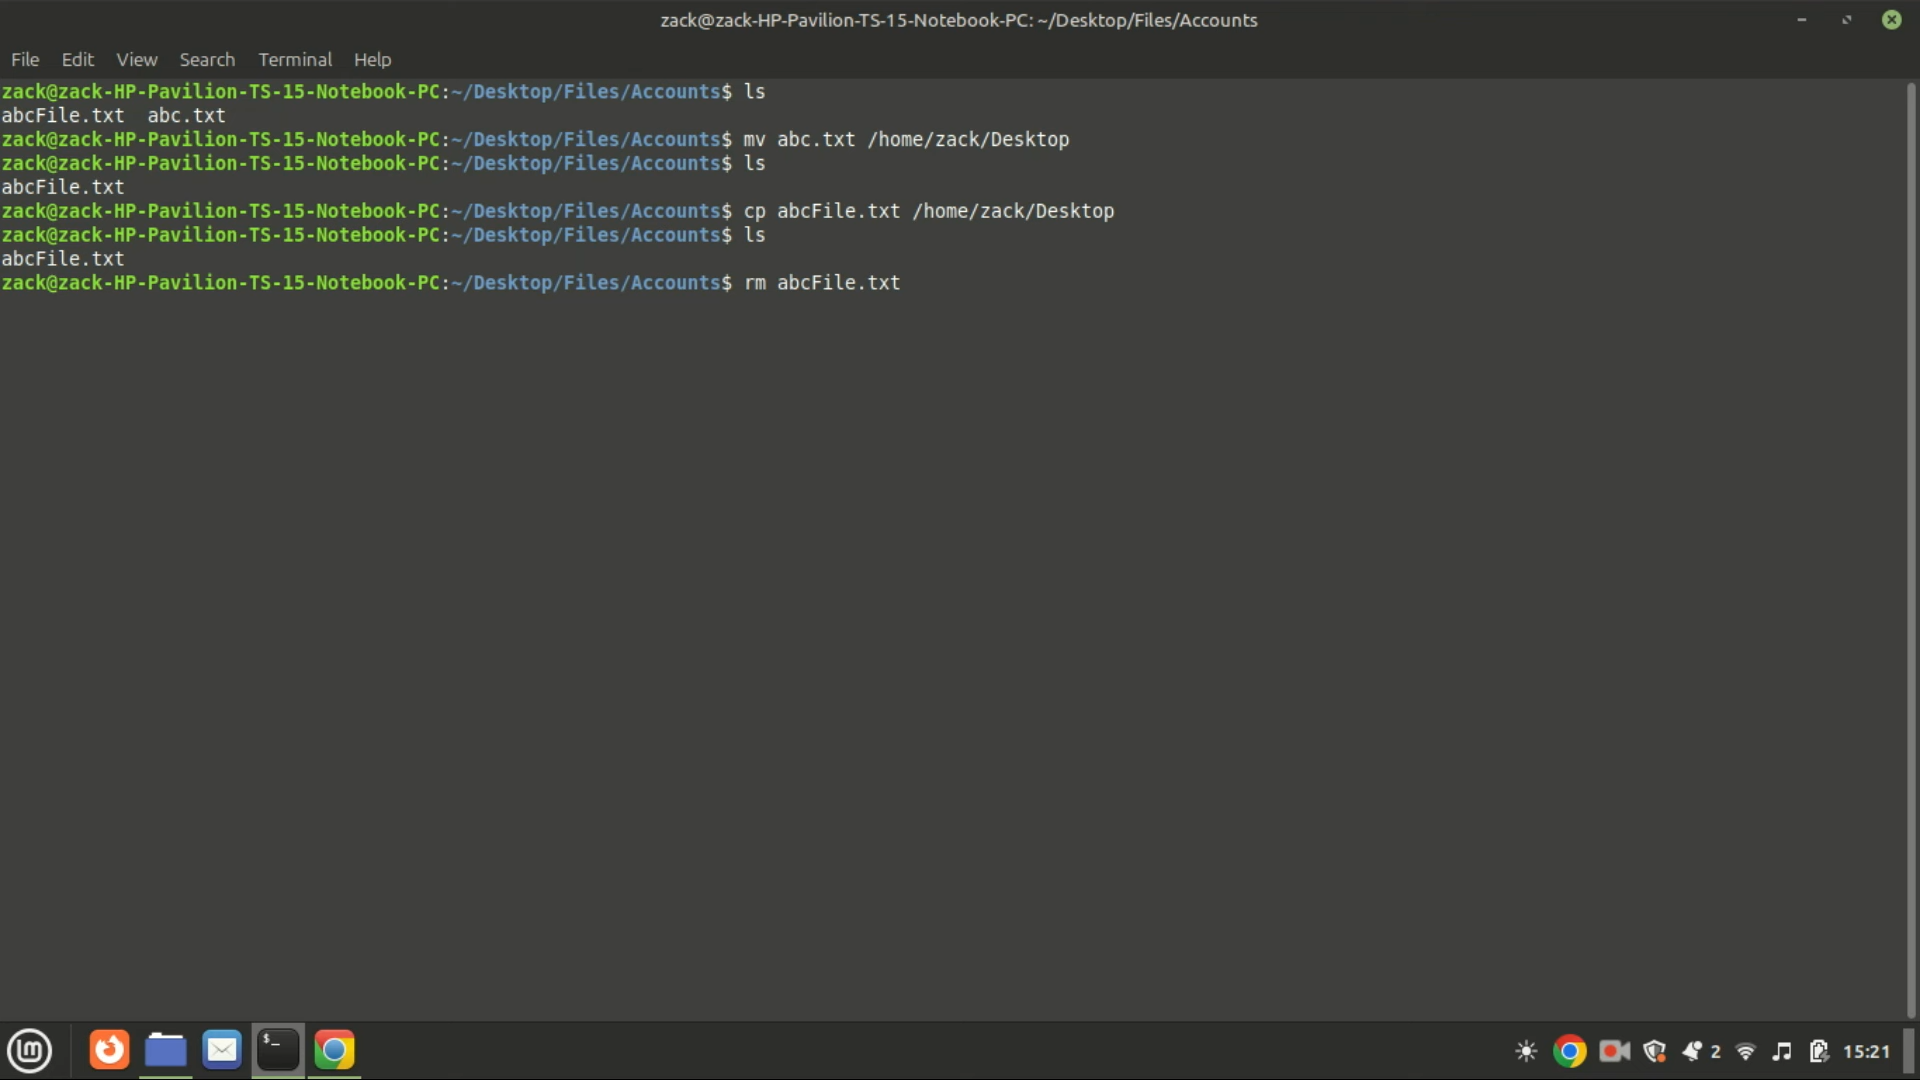 zack@zack-HP-Pavilion-TS-15-Notebook-PC: ~/Desktop/Files/Accounts
File Edit View Search Terminal Help
zack@zack-HP-Pavilion-TS-15-Notebook-PC:~/Desktop/Files/Accounts$ ls
abcFile.txt  abc.txt
zack@zack-HP-Pavilion-TS-15-Notebook-PC:~/Desktop/Files/Accounts$ mv abc.txt /home/zack/Desktop
zack@zack-HP-Pavilion-TS-15-Notebook-PC:~/Desktop/Files/Accounts$ ls
abcFile.txt
zack@zack-HP-Pavilion-TS-15-Notebook-PC:~/Desktop/Files/Accounts$ cp abcFile.txt /home/zack/Desktop
zack@zack-HP-Pavilion-TS-15-Notebook-PC:~/Desktop/Files/Accounts$ ls
abcFile.txt
zack@zack-HP-Pavilion-TS-15-Notebook-PC:~/Desktop/Files/Accounts$ rm abcFile.txt
$_ 2 15:21